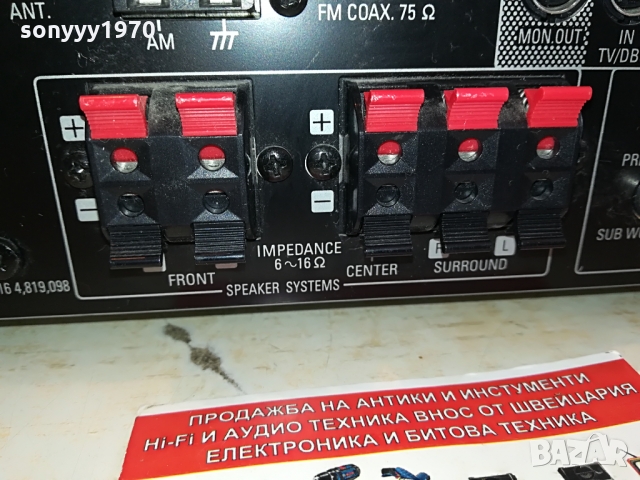 ANT.
sonyyy1970!
AM
FM COAX. 75 Ω
MON.OUT
IN
TV/DB
+
+
−
−
IMPEDANCE
6~16Ω
FRONT
CENTER
SURROUND
L
SPEAKER SYSTEMS
SUB WO
16 4,819,098
ПРОДАЖБА НА АНТИКИ И ИНСТУМЕНТИ
Hi-Fi И АУДИО ТЕХНИКА ВНОС ОТ ШВЕЙЦАРИЯ
ЕЛЕКТРОНИКА И БИТОВА ТЕХНИКА
BAZAR